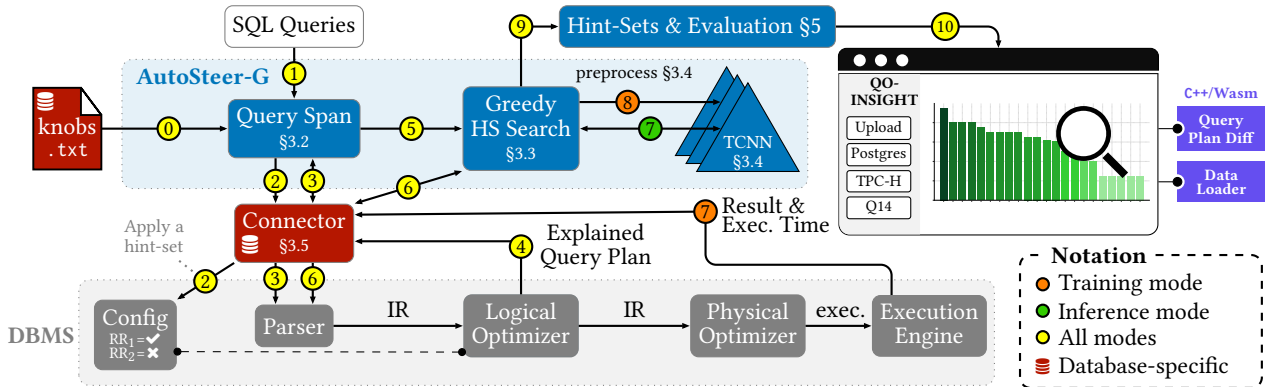 SQL Queries
9
Hint-Sets & Evaluation §5
10
1
AutoSteer-G
preprocess §3.4
knobs
.txt
0
Query Span
§3.2
5
Greedy
HS Search
§3.3
8
7
TCNN
§3.4
QO-
INSIGHT
Upload
Postgres
TPC-H
Q14
C++/Wasm
Query
Plan Diff
Data
Loader
2
3
6
Connector
§3.5
7
Result &
Exec. Time
Apply a
hint-set
4
Explained
Query Plan
2
3
6
DBMS
Config
RR1=✔
RR2=✖
Parser
IR
Logical
Optimizer
IR
Physical
Optimizer
exec.
Execution
Engine
Notation
Training mode
Inference mode
All modes
Database-specific